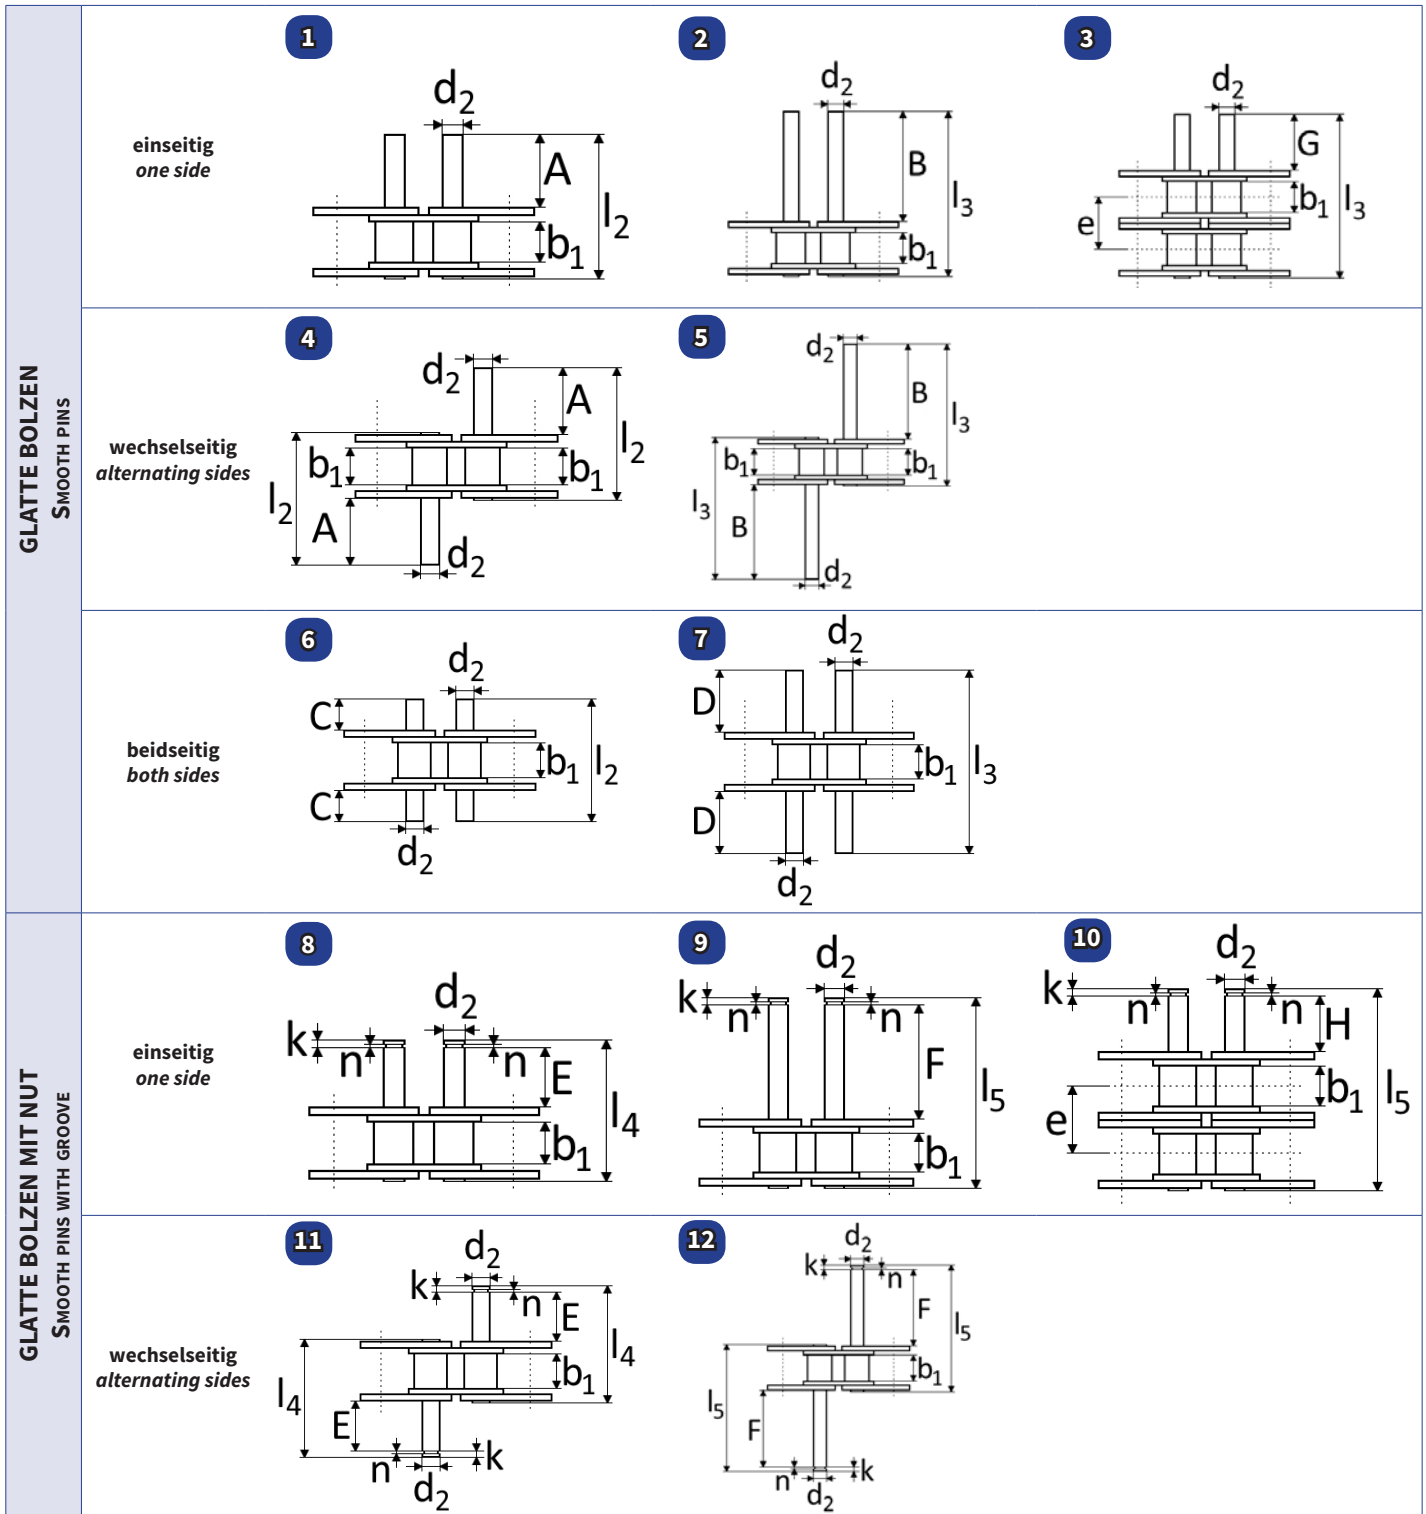 GLATTE BOLZEN
SMOOTH PINS
einseitig
one side
1
d2
A
l2
b1
2
d2
B
l3
b1
3
d2
G
b1
l3
e
wechselseitig
alternating sides
4
d2
A
l2
b1
b1
l2
A
d2
5
d2
B
l3
b1
b1
l3
B
d2
beidseitig
both sides
6
d2
C
b1
l2
C
d2
7
d2
D
b1
l3
D
d2
GLATTE BOLZEN MIT NUT
SMOOTH PINS WITH GROOVE
einseitig
one side
8
d2
k
n
n
E
l4
b1
9
d2
k
n
n
F
l5
b1
10
d2
k
n
n
H
b1
l5
e
wechselseitig
alternating sides
11
d2
k
n
E
l4
b1
l4
E
n
k
d2
12
d2
k
n
F
l5
b1
l5
F
n
k
d2